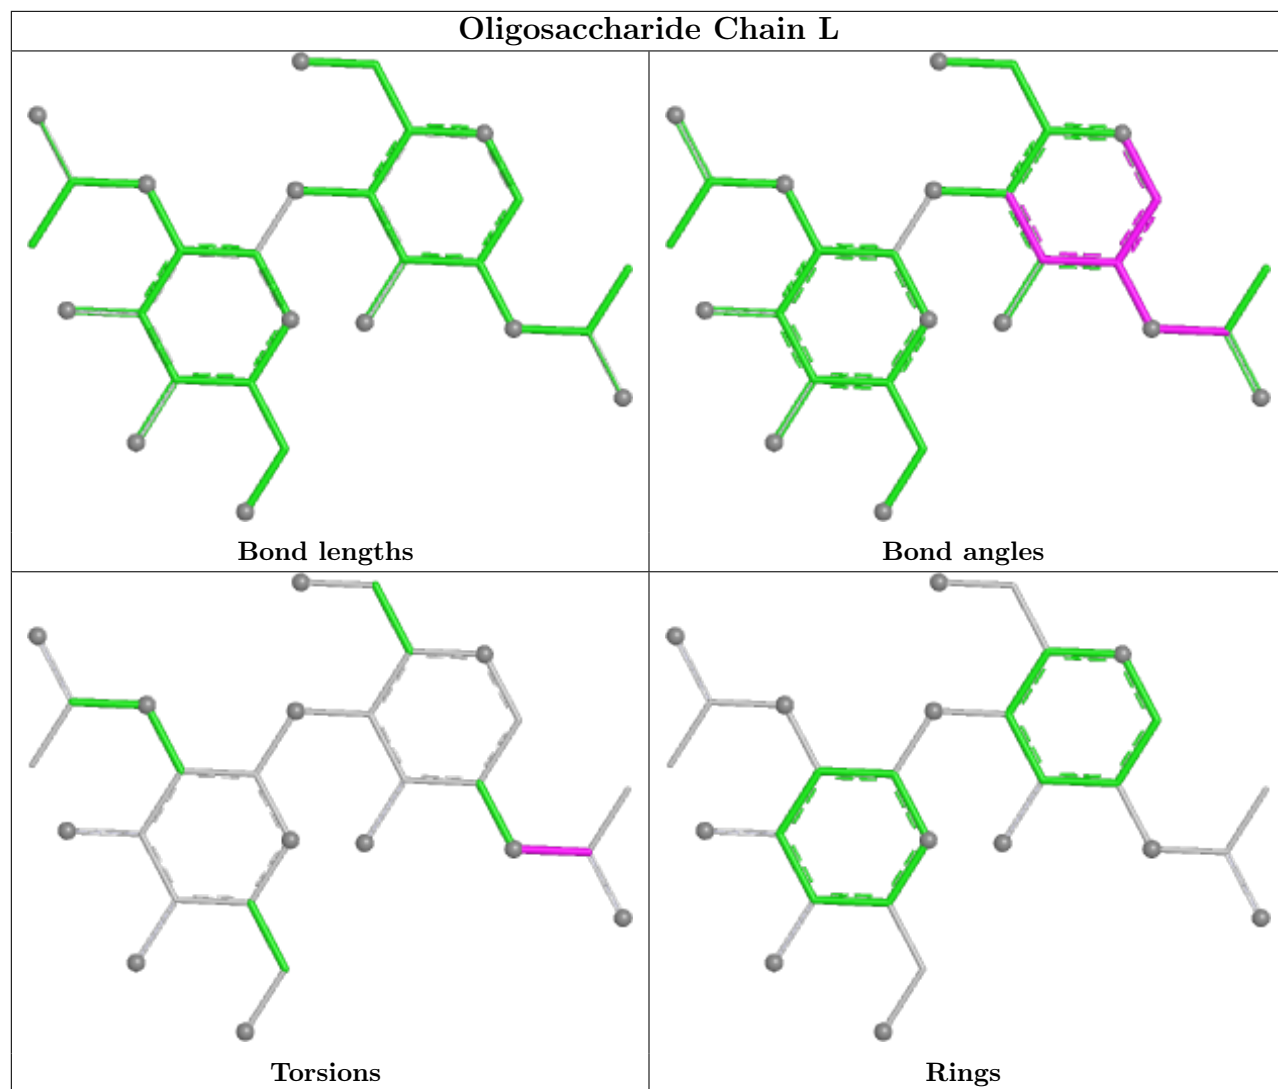 Oligosaccharide Chain L
Bond lengths
Bond angles
Torsions
Rings